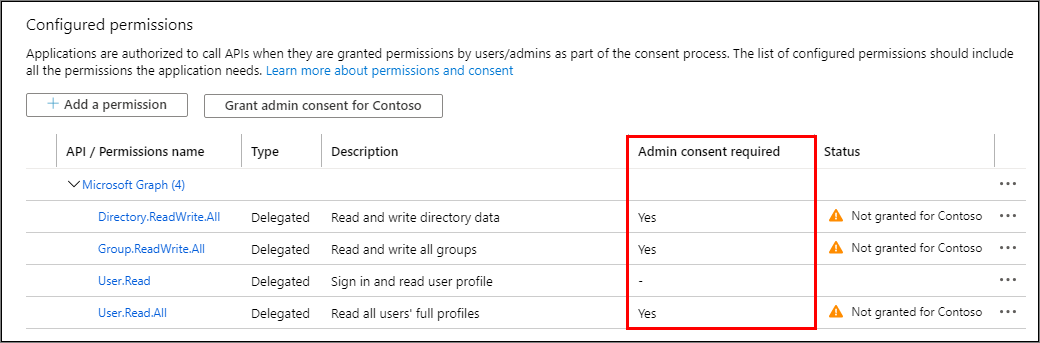 Configured permissions
Applications are authorized to call APIs when they are granted permissions by users/admins as part of the consent process. The list of configured permissions should include
all the permissions the application needs. Learn more about permissions and consent
+ Add a permission Grant admin consent for Contoso
API / Permissions name Type Description Admin consent required Status
Microsoft Graph (4) ...
Directory.ReadWrite.All Delegated Read and write directory data Yes Not granted for Contoso ...
Group.ReadWrite.All Delegated Read and write all groups Yes Not granted for Contoso ...
User.Read Delegated Sign in and read user profile - ...
User.Read.All Delegated Read all users' full profiles Yes Not granted for Contoso ...